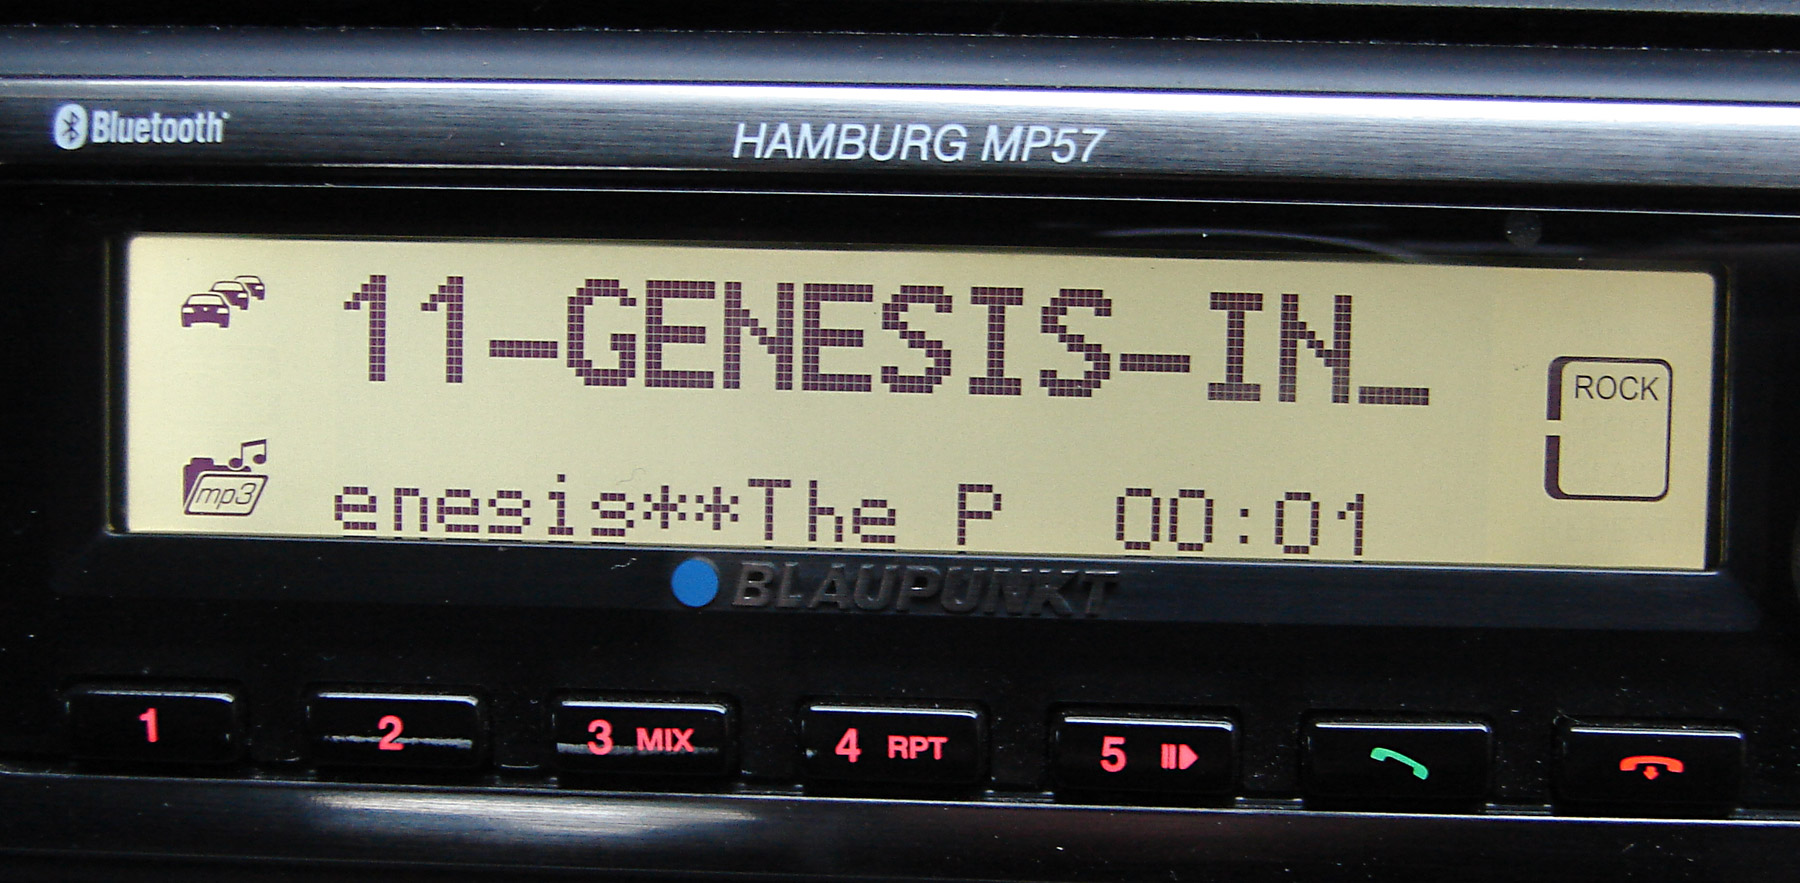 Bluetooth
HAMBURG MP57
11-GENESIS-IN_
ROCK
mp3
enesis**The P 00:01
BLAUPUNKT
1 2 3 MIX 4 RPT 5